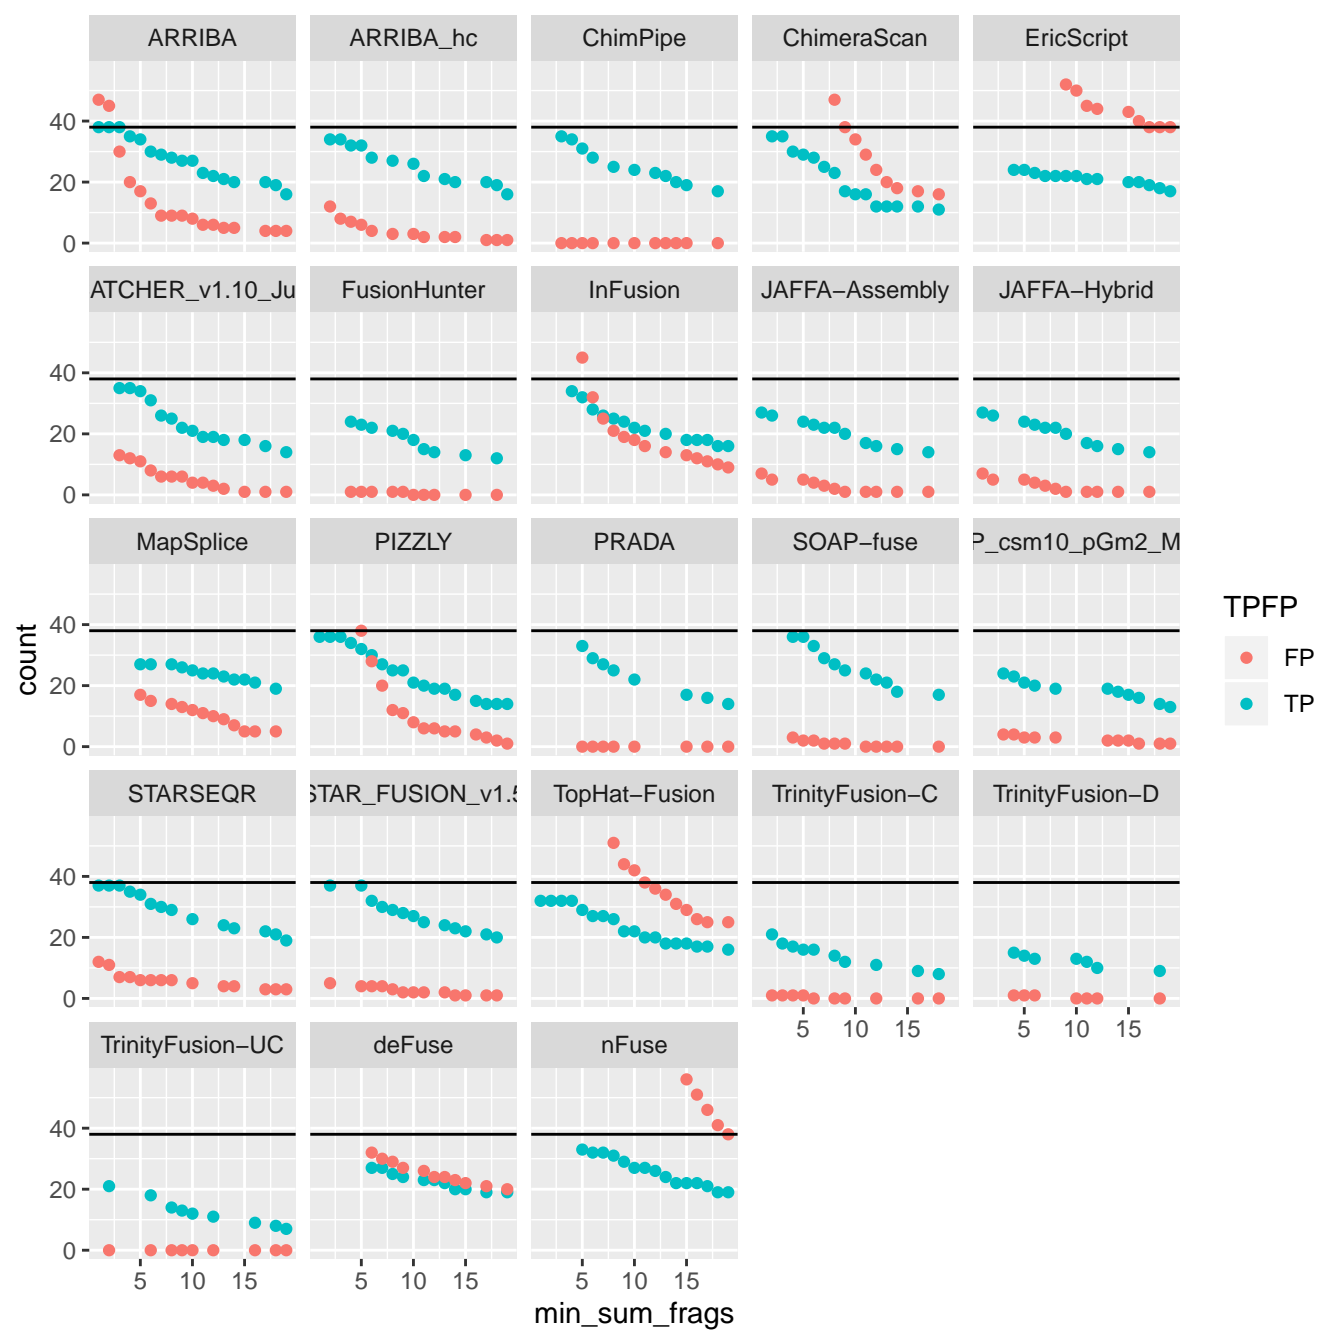 ARRIBA ARRIBA_hc ChimPipe ChimeraScan EricScript
40
20
0
ATCHER_v1.10_Ju FusionHunter InFusion JAFFA−Assembly JAFFA−Hybrid
40
20
0
MapSplice PIZZLY PRADA SOAP−fuse P_csm10_pGm2_M
40
20
0
count
TPFP
FP
TP
STARSEQR STAR_FUSION_v1.5 TopHat−Fusion TrinityFusion−C TrinityFusion−D
40
20
0
5 10 15 5 10 15
TrinityFusion−UC deFuse nFuse
40
20
0
5 10 15 5 10 15 5 10 15
min_sum_frags